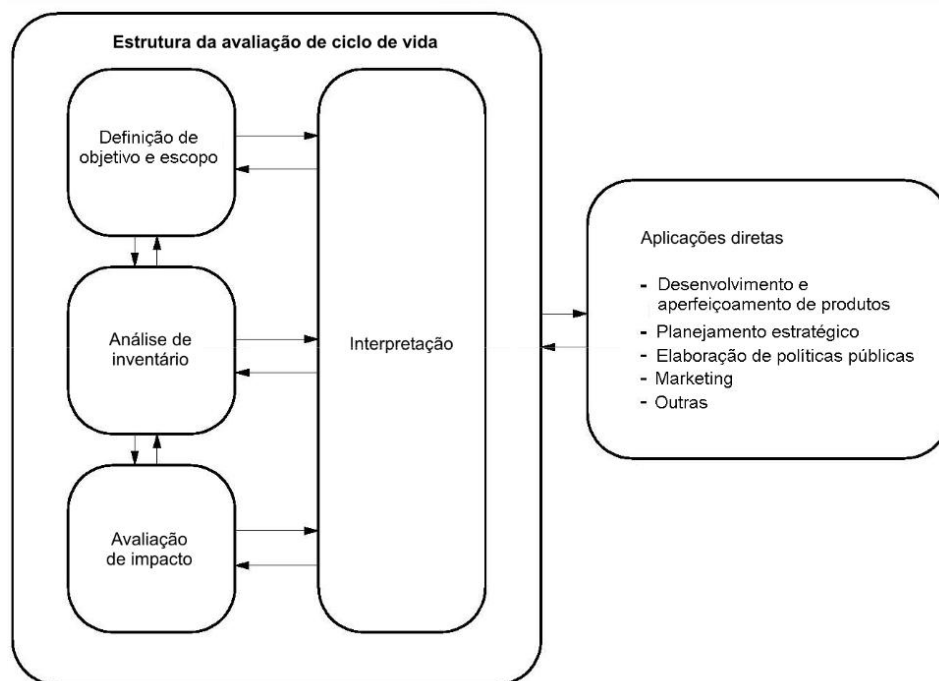 Estrutura da avaliação de ciclo de vida
Definição de
objetivo e escopo
Análise de
inventário
Avaliação
de impacto
Interpretação
Aplicações diretas
- Desenvolvimento e
aperfeiçoamento de produtos
- Planejamento estratégico
- Elaboração de políticas públicas
- Marketing
- Outras